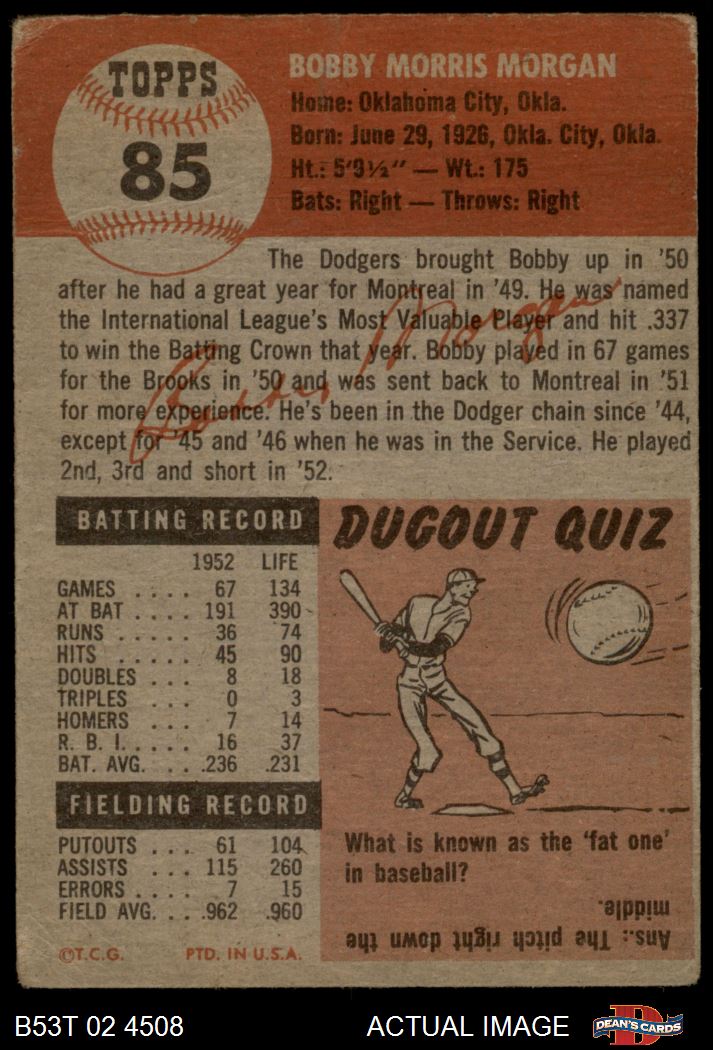 TOPPS
85
BOBBY MORRIS MORGAN
Home: Oklahoma City, Okla.
Born: June 29, 1926, Okla. City, Okla.
Ht.: 5'9½" — Wt.: 175
Bats: Right — Throws: Right
The Dodgers brought Bobby up in '50
after he had a great year for Montreal in '49. He was named
the International League's Most Valuable Player and hit .337
to win the Batting Crown that year. Bobby played in 67 games
for the Brooks in '50 and was sent back to Montreal in '51
for more experience. He's been in the Dodger chain since '44,
except for '45 and '46 when he was in the Service. He played
2nd, 3rd and short in '52.
Bobby Morgan
BATTING RECORD
1952 LIFE
GAMES .... 67 134
AT BAT .... 191 390
RUNS ..... 36 74
HITS ..... 45 90
DOUBLES ... 8 18
TRIPLES ... 0 3
HOMERS ... 7 14
R. B. I. .... 16 37
BAT. AVG. ... .236 .231
FIELDING RECORD
PUTOUTS ... 61 104
ASSISTS ... 115 260
ERRORS .... 7 15
FIELD AVG. ... .962 .960
©T.C.G. PTD. IN U.S.A.
DUGOUT QUIZ
What is known as the 'fat one'
in baseball?
Ans.: The pitch right down the
middle.
B53T 02 4508 ACTUAL IMAGE
DEAN'S CARDS